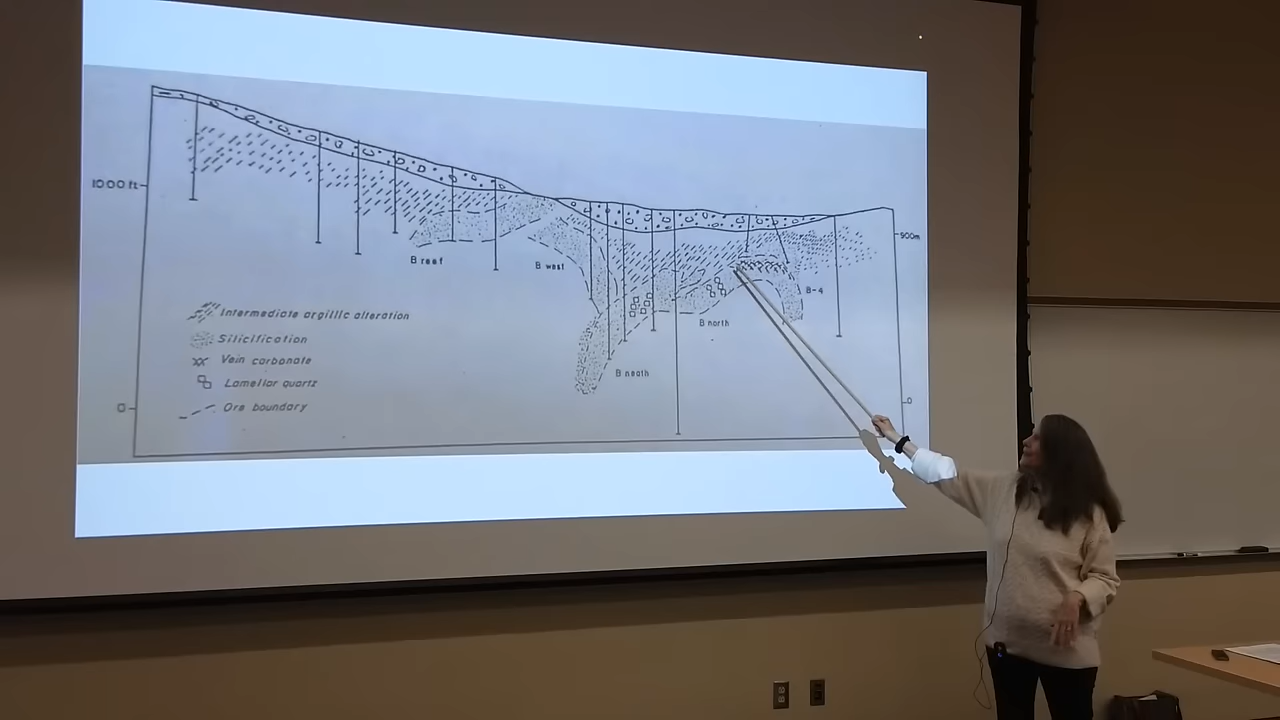 1000 ft
900m
B reef
B west
B-4
Intermediate argillic alteration
B north
Silicification
Vein carbonate
B neath
Lamellar quartz
0
Ore boundary
0